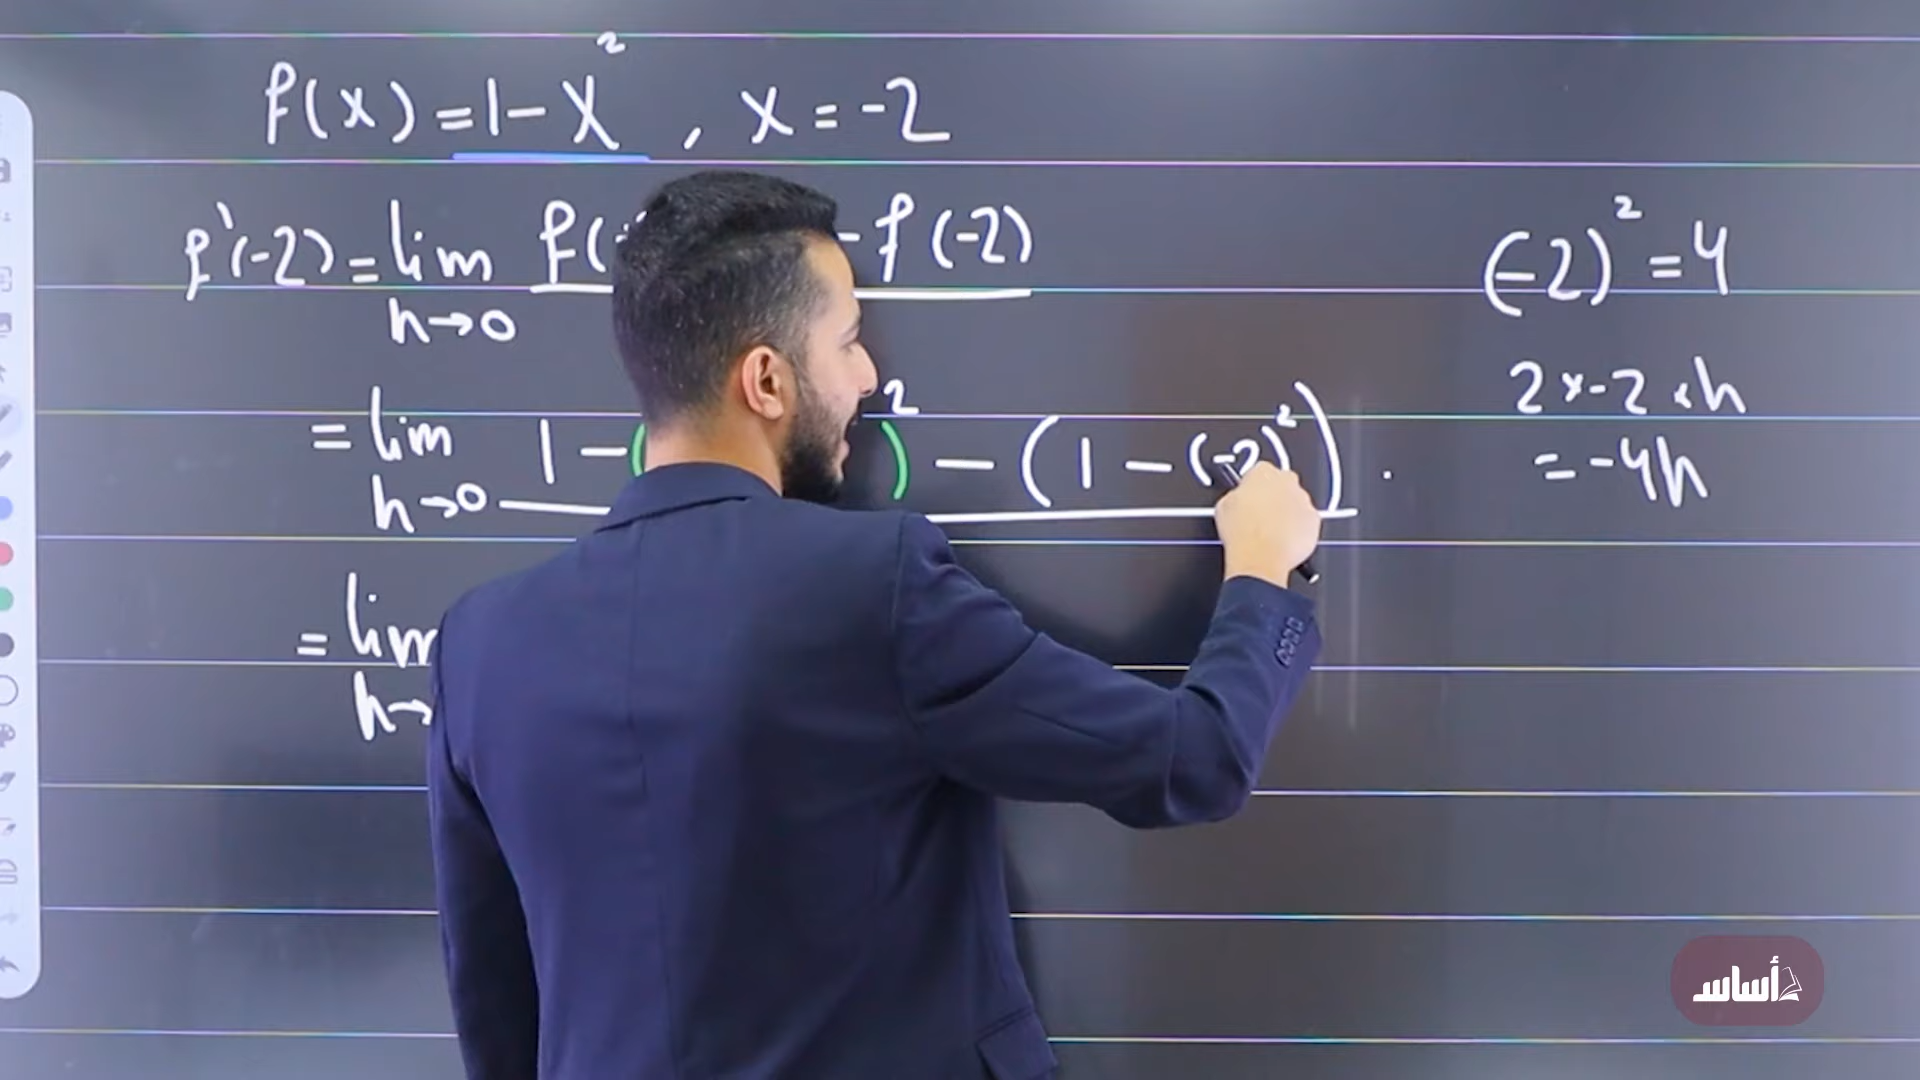 f(x) = 1 - x² , x = -2
f'(-2) = lim f( - f(-2)
h→0
= lim 1 - ( )² - (1 - (-2)²)
h→0
= lim
h→
(-2)² = 4
2 × -2 × h
= -4h
أساس